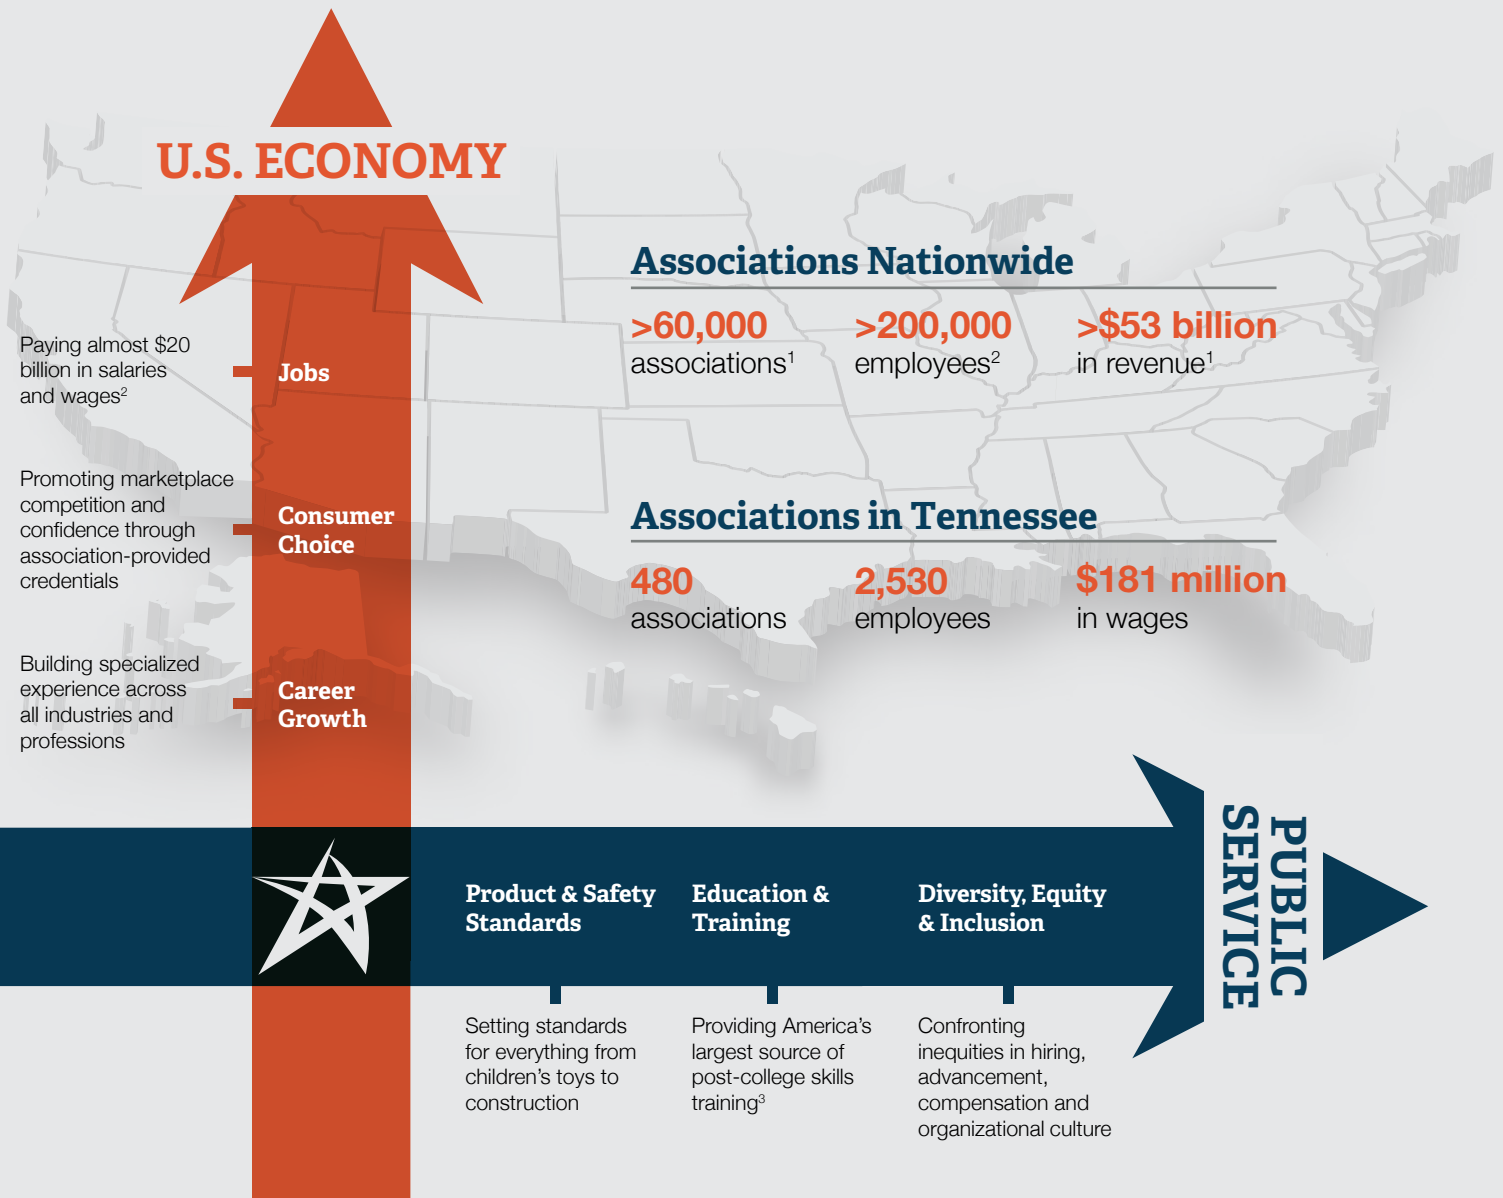 U.S. ECONOMY
Paying almost $20
billion in salaries
and wages²
Jobs
Promoting marketplace
competition and
confidence through
association-provided
credentials
Consumer
Choice
Building specialized
experience across
all industries and
professions
Career
Growth
Associations Nationwide
>60,000
associations¹
>200,000
employees²
>$53 billion
in revenue¹
Associations in Tennessee
480
associations
2,530
employees
$181 million
in wages
Product & Safety
Standards
Education &
Training
Diversity, Equity
& Inclusion
PUBLIC
SERVICE
Setting standards
for everything from
children’s toys to
construction
Providing America’s
largest source of
post-college skills
training³
Confronting
inequities in hiring,
advancement,
compensation and
organizational culture